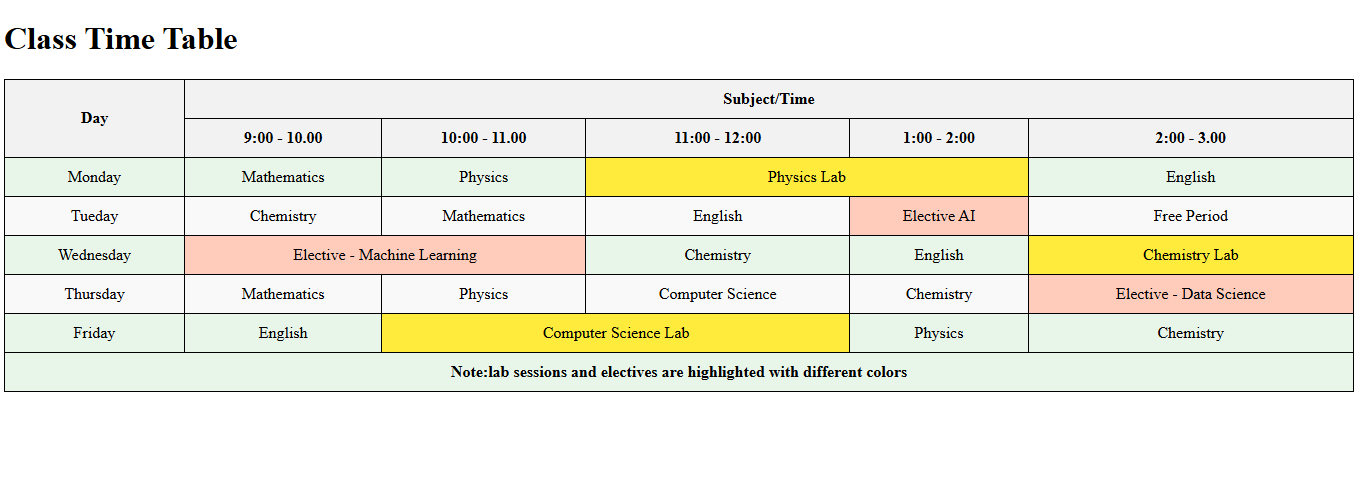 Class Time Table
Day Subject/Time
9:00 - 10.00 10:00 - 11.00 11:00 - 12:00 1:00 - 2:00 2:00 - 3.00
Monday Mathematics Physics Physics Lab English
Tueday Chemistry Mathematics English Elective AI Free Period
Wednesday Elective - Machine Learning Chemistry English Chemistry Lab
Thursday Mathematics Physics Computer Science Chemistry Elective - Data Science
Friday English Computer Science Lab Physics Chemistry
Note:lab sessions and electives are highlighted with different colors